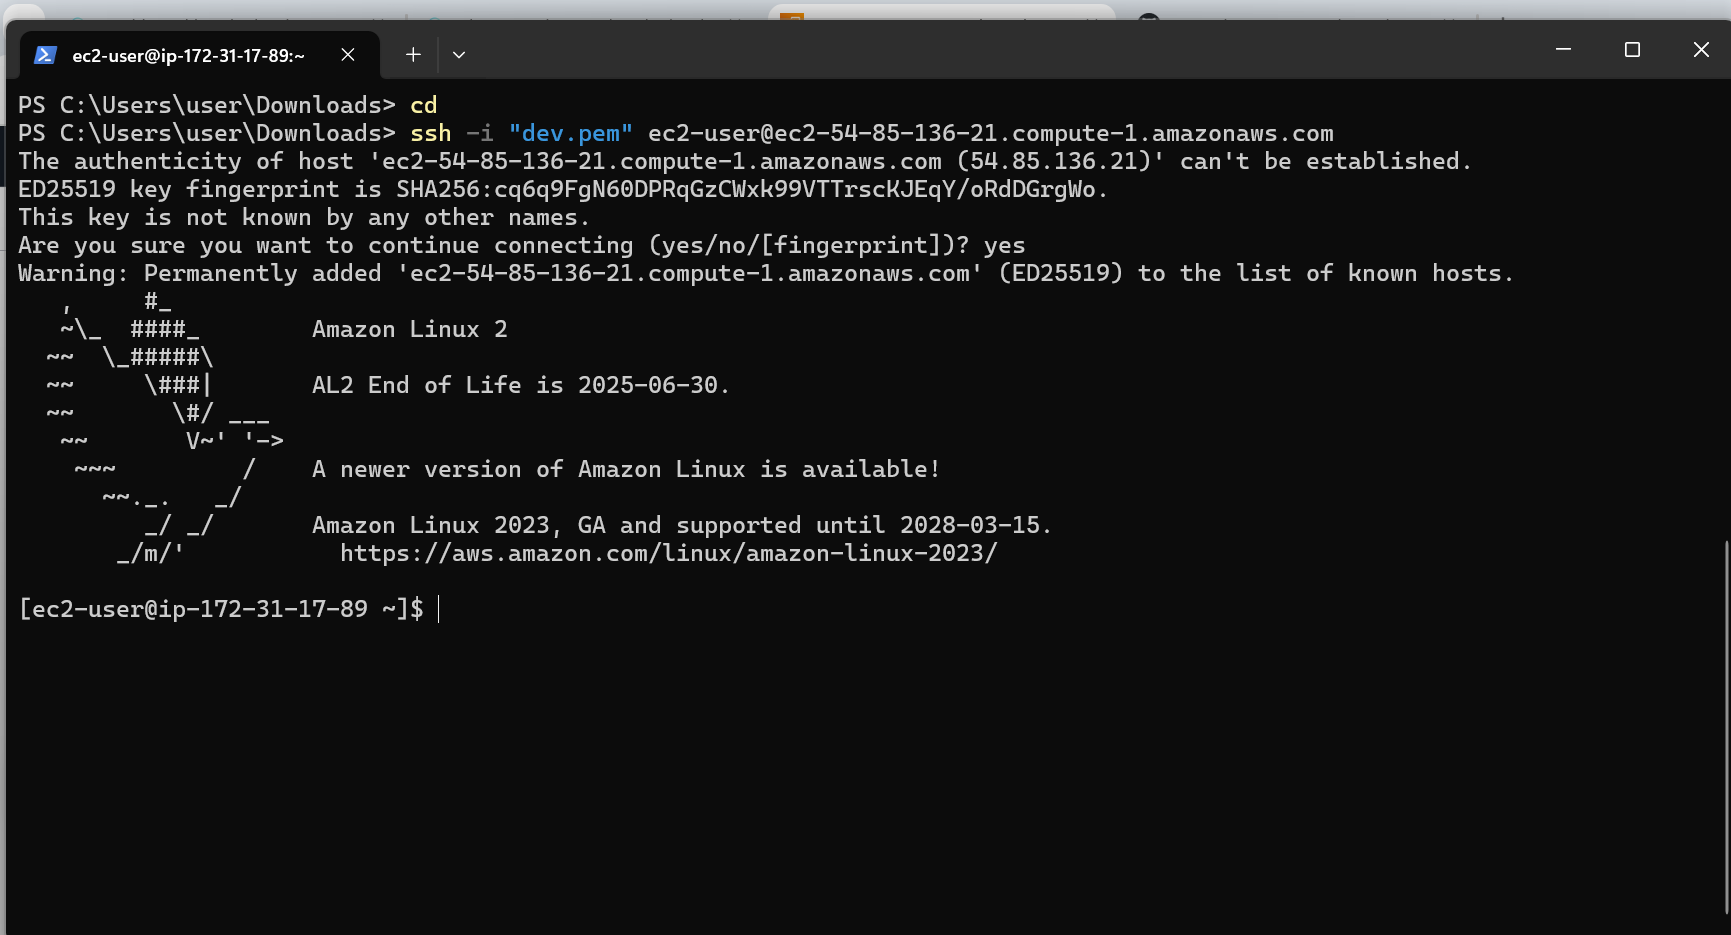 ec2-user@ip-172-31-17-89:~
PS C:\Users\user\Downloads> cd
PS C:\Users\user\Downloads> ssh -i "dev.pem" ec2-user@ec2-54-85-136-21.compute-1.amazonaws.com
The authenticity of host 'ec2-54-85-136-21.compute-1.amazonaws.com (54.85.136.21)' can't be established.
ED25519 key fingerprint is SHA256:cq6q9FgN60DPRqGzCWxk99VTTrscKJEqY/oRdDGrgWo.
This key is not known by any other names.
Are you sure you want to continue connecting (yes/no/[fingerprint])? yes
Warning: Permanently added 'ec2-54-85-136-21.compute-1.amazonaws.com' (ED25519) to the list of known hosts.
   ,     #_
   ~\_  ####_        Amazon Linux 2
  ~~  \_#####\
  ~~     \###|       AL2 End of Life is 2025-06-30.
  ~~       \#/ ___
   ~~       V~' '->
    ~~~         /    A newer version of Amazon Linux is available!
      ~~._.   _/
         _/ _/       Amazon Linux 2023, GA and supported until 2028-03-15.
       _/m/'           https://aws.amazon.com/linux/amazon-linux-2023/
[ec2-user@ip-172-31-17-89 ~]$